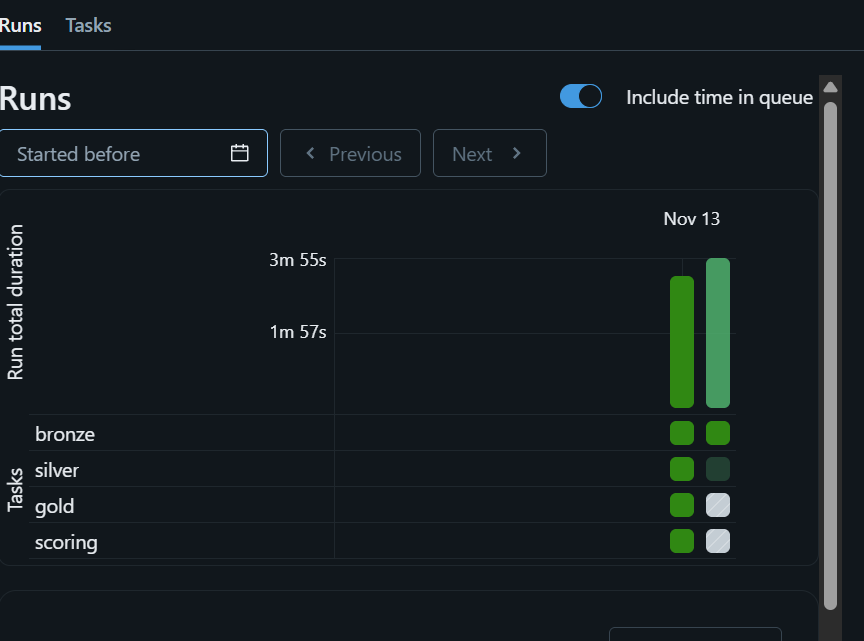 Runs Tasks
Runs
Include time in queue
Started before
Previous
Next
Nov 13
Run total duration
3m 55s
1m 57s
Tasks
bronze
silver
gold
scoring